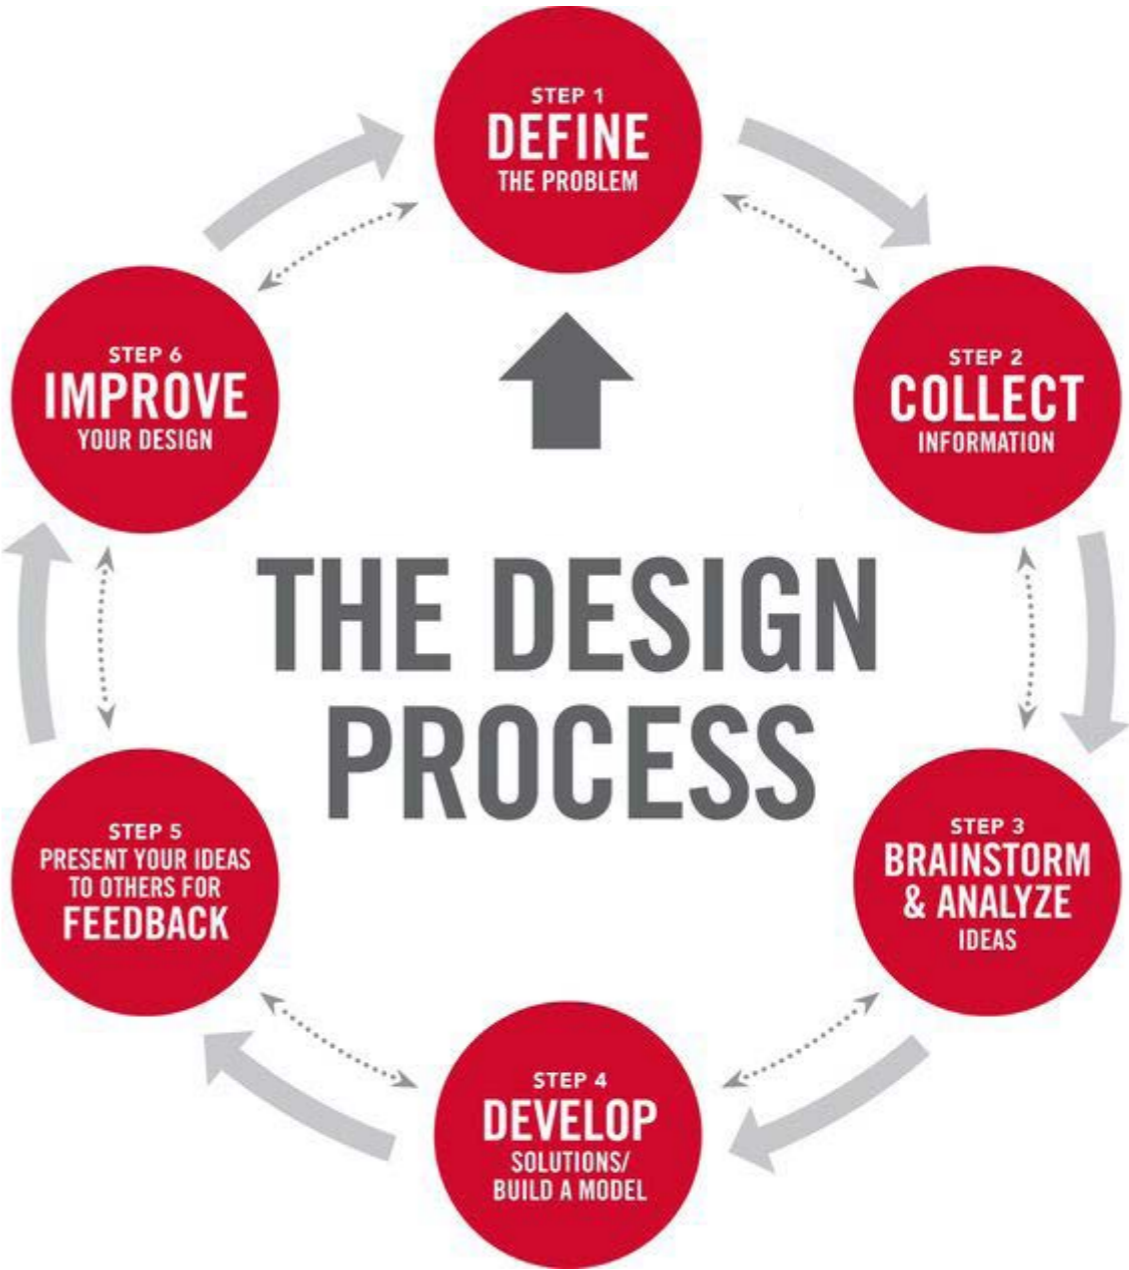 STEP 1
DEFINE
THE PROBLEM
STEP 2
COLLECT
INFORMATION
STEP 3
BRAINSTORM
& ANALYZE
IDEAS
STEP 4
DEVELOP
SOLUTIONS/
BUILD A MODEL
STEP 5
PRESENT YOUR IDEAS
TO OTHERS FOR
FEEDBACK
STEP 6
IMPROVE
YOUR DESIGN
THE DESIGN
PROCESS